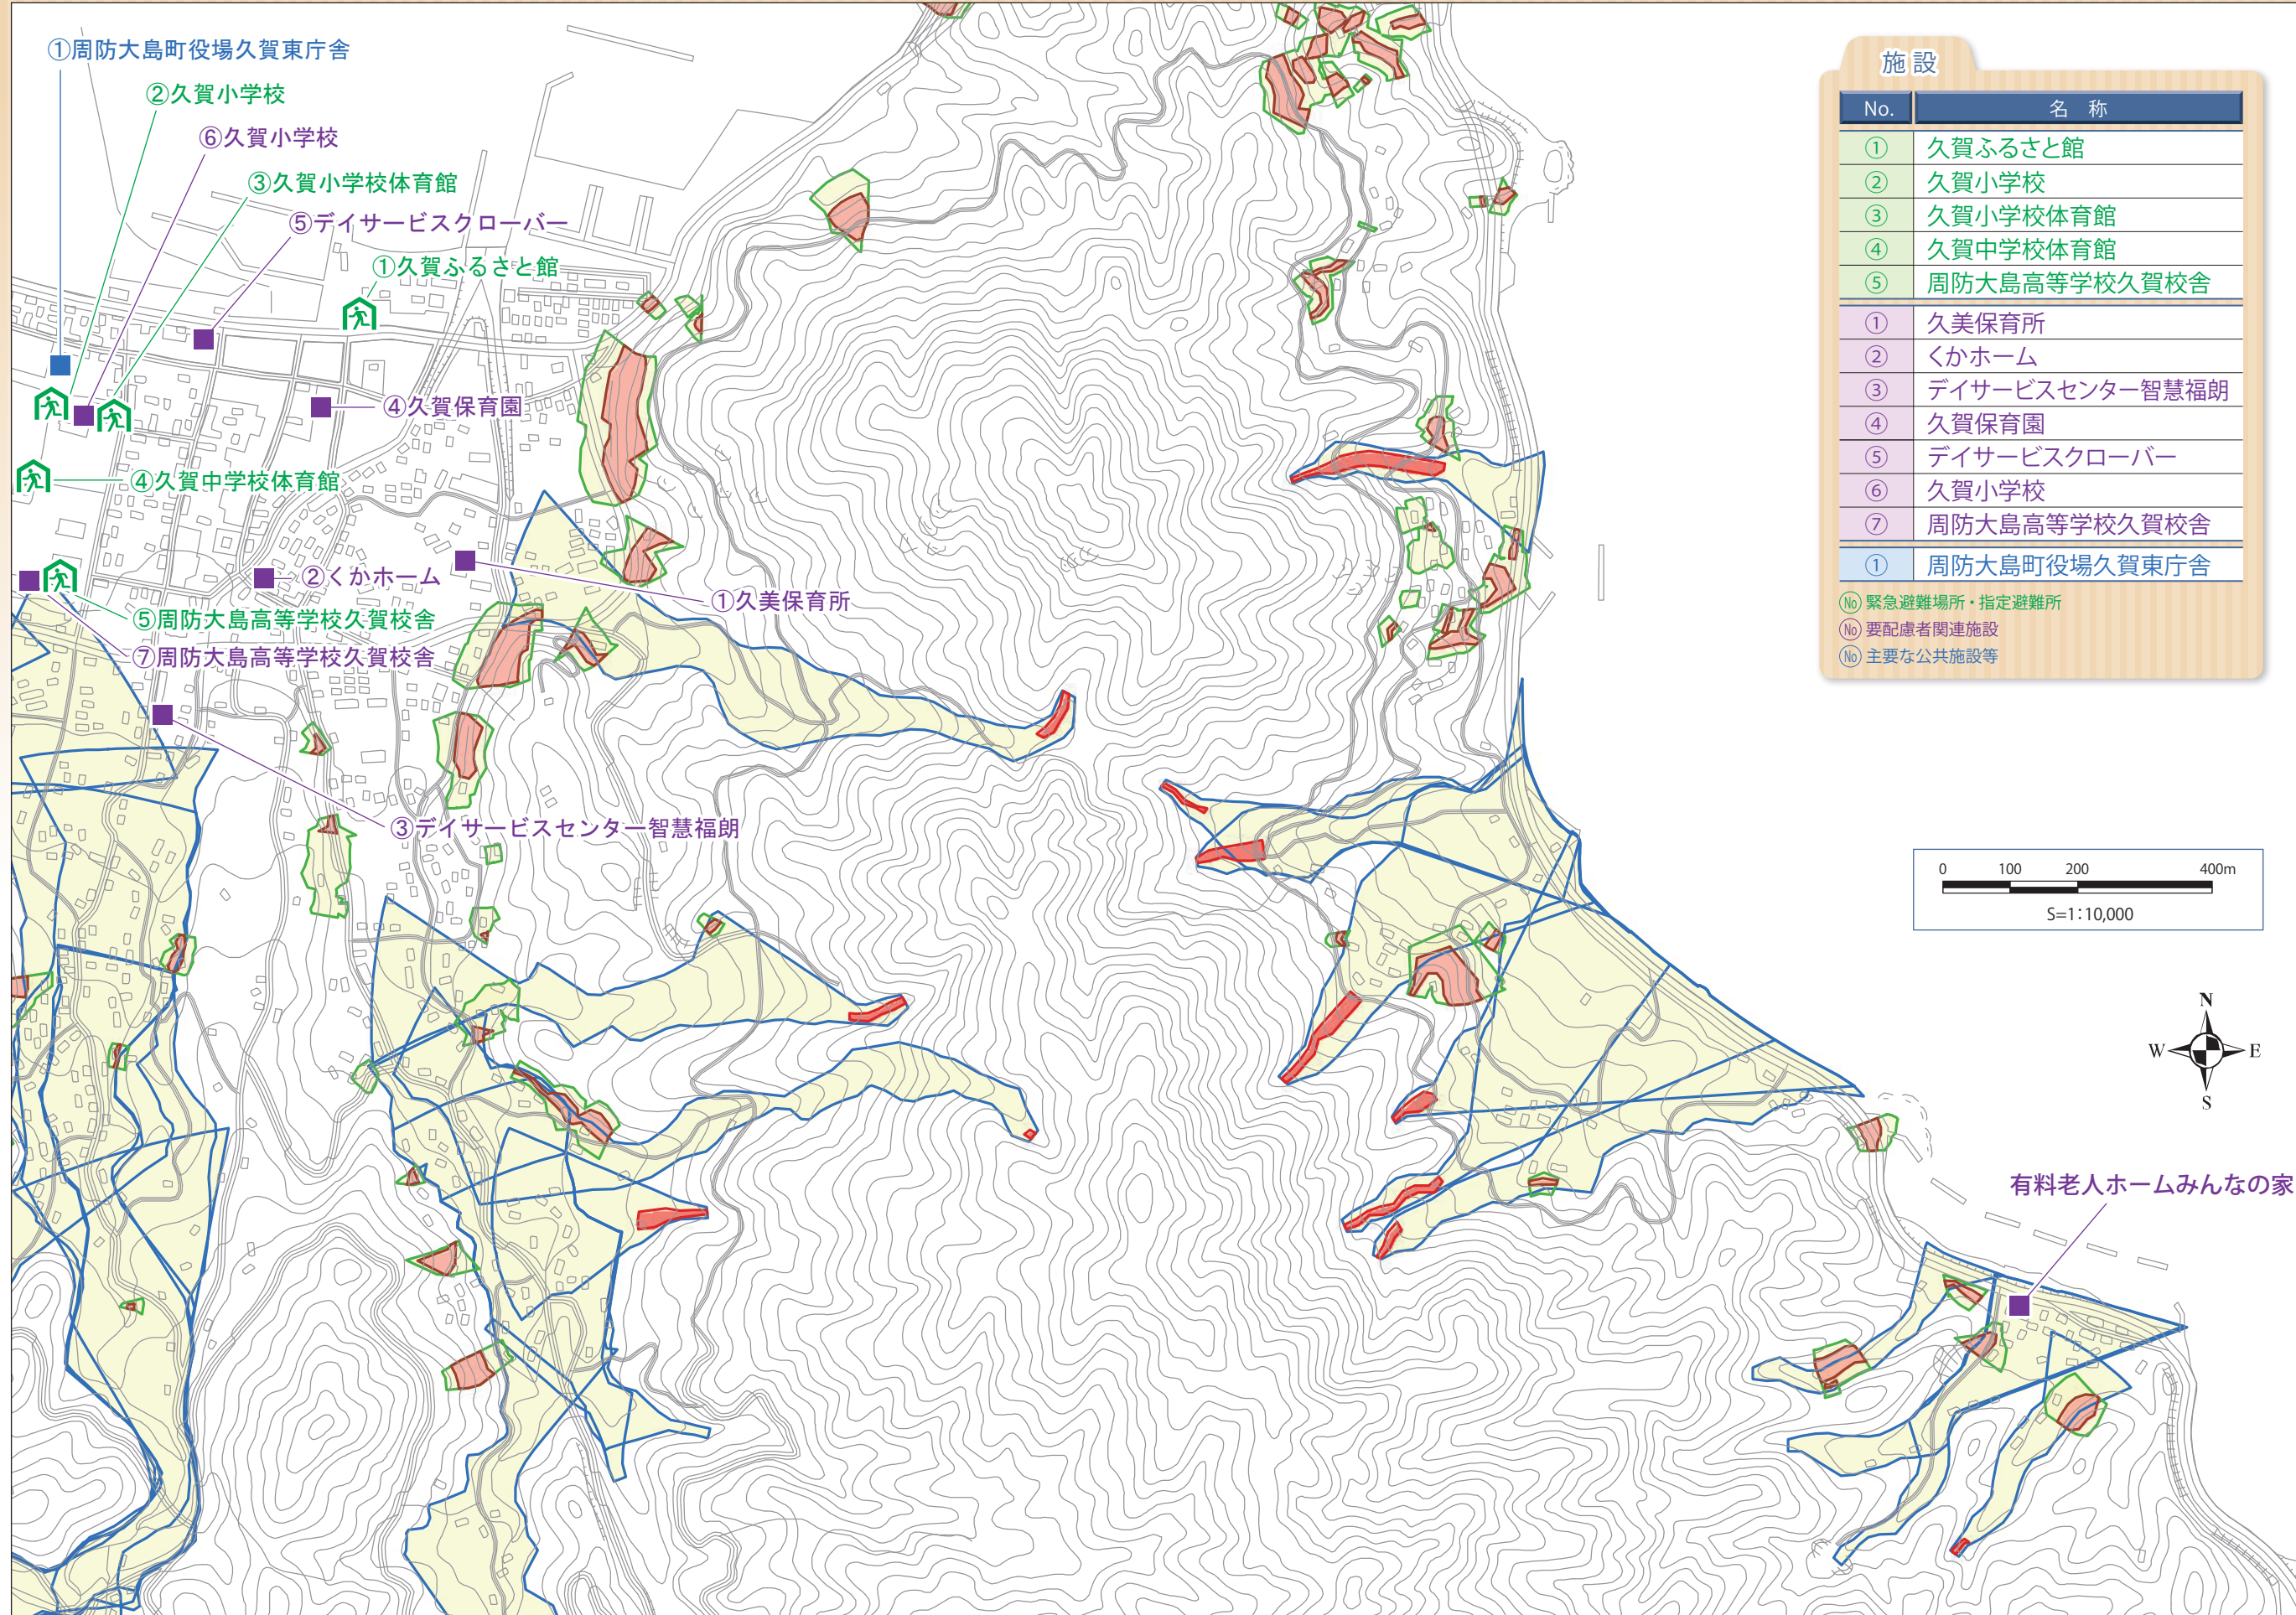 ①周防大島町役場久賀東庁舎
②久賀小学校
⑥久賀小学校
③久賀小学校体育館
⑤デイサービスクローバー
①久賀ふるさと館
④久賀保育園
④久賀中学校体育館
②くかホーム
①久美保育所
⑤周防大島高等学校久賀校舎
⑦周防大島高等学校久賀校舎
③デイサービスセンター智慧福朗
有料老人ホームみんなの家
施設
No. 名 称
① 久賀ふるさと館
② 久賀小学校
③ 久賀小学校体育館
④ 久賀中学校体育館
⑤ 周防大島高等学校久賀校舎
① 久美保育所
② くかホーム
③ デイサービスセンター智慧福朗
④ 久賀保育園
⑤ デイサービスクローバー
⑥ 久賀小学校
⑦ 周防大島高等学校久賀校舎
① 周防大島町役場久賀東庁舎
No 緊急避難場所・指定避難所
No 要配慮者関連施設
No 主要な公共施設等
0 100 200 400m
S=1:10,000
N
W E
S